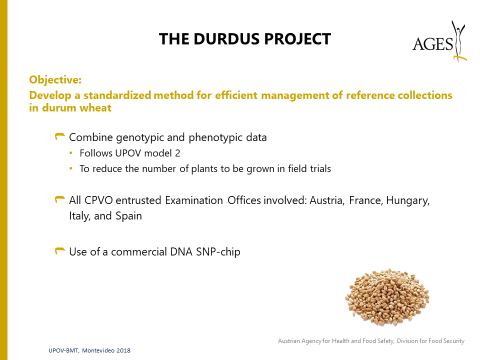 THE DURDUS PROJECT
AGES
Objective:
Develop a standardized method for efficient management of reference collections
in durum wheat
Combine genotypic and phenotypic data
• Follows UPOV model 2
• To reduce the number of plants to be grown in field trials
All CPVO entrusted Examination Offices involved: Austria, France, Hungary,
Italy, and Spain
Use of a commercial DNA SNP-chip
Austrian Agency for Health and Food Safety, Division for Food Security
UPOV-BMT, Montevideo 2018